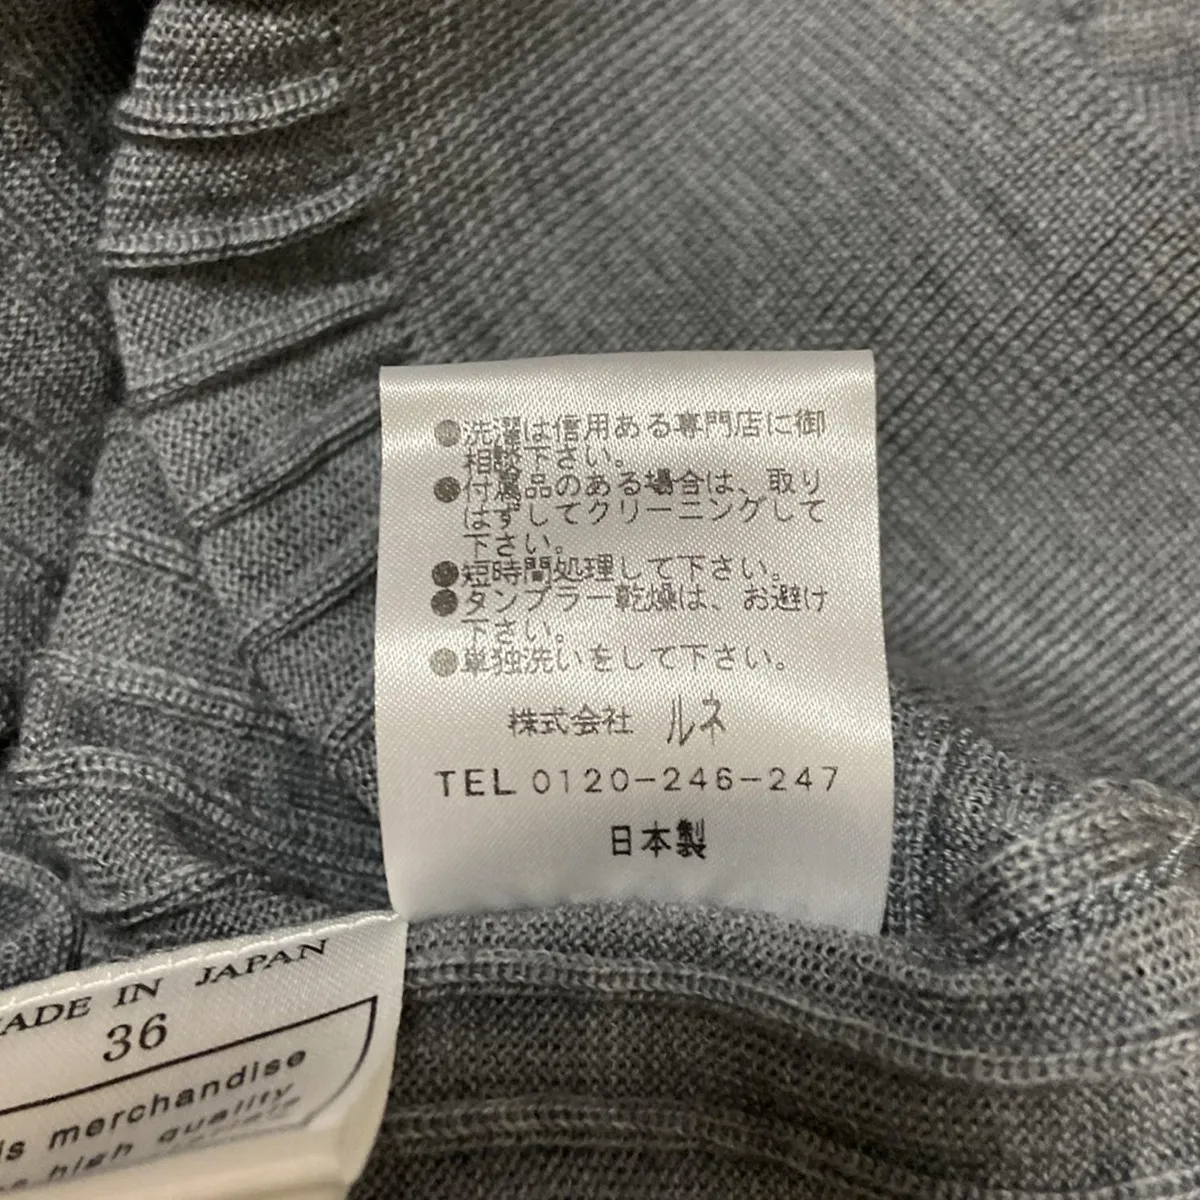 ●洗濯は信用ある専門店に御
相談下さい。
●付属品のある場合は、取り
はずしてクリーニングして
下さい。
●短時間処理して下さい。
●タンブラー乾燥は、お避け
下さい。
●単独洗いをして下さい。
株式会社 ルネ
TEL 0120-246-247
日本製
MADE IN JAPAN
36
is merchandise
high quality